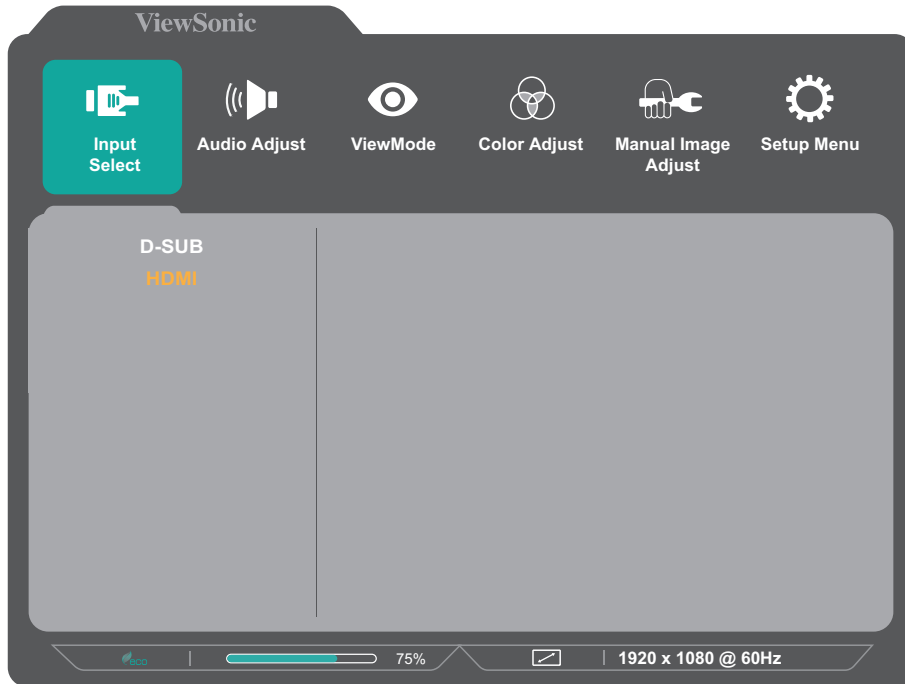 ViewSonic
Input
Select
Audio Adjust
ViewMode
Color Adjust
Manual Image
Adjust
Setup Menu
D-SUB
HDMI
eco
75%
1920 x 1080 @ 60Hz